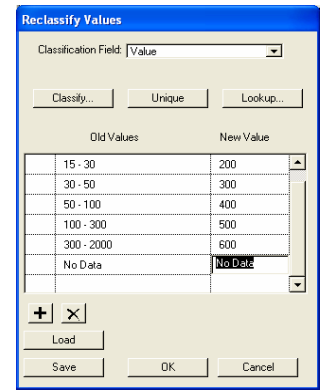 Reclassify Values
Classification Field: Value
Classify... Unique Lookup...
Old Values New Value
15 - 30 200
30 - 50 300
50 - 100 400
100 - 300 500
300 - 2000 600
No Data No Data
Load
Save OK Cancel